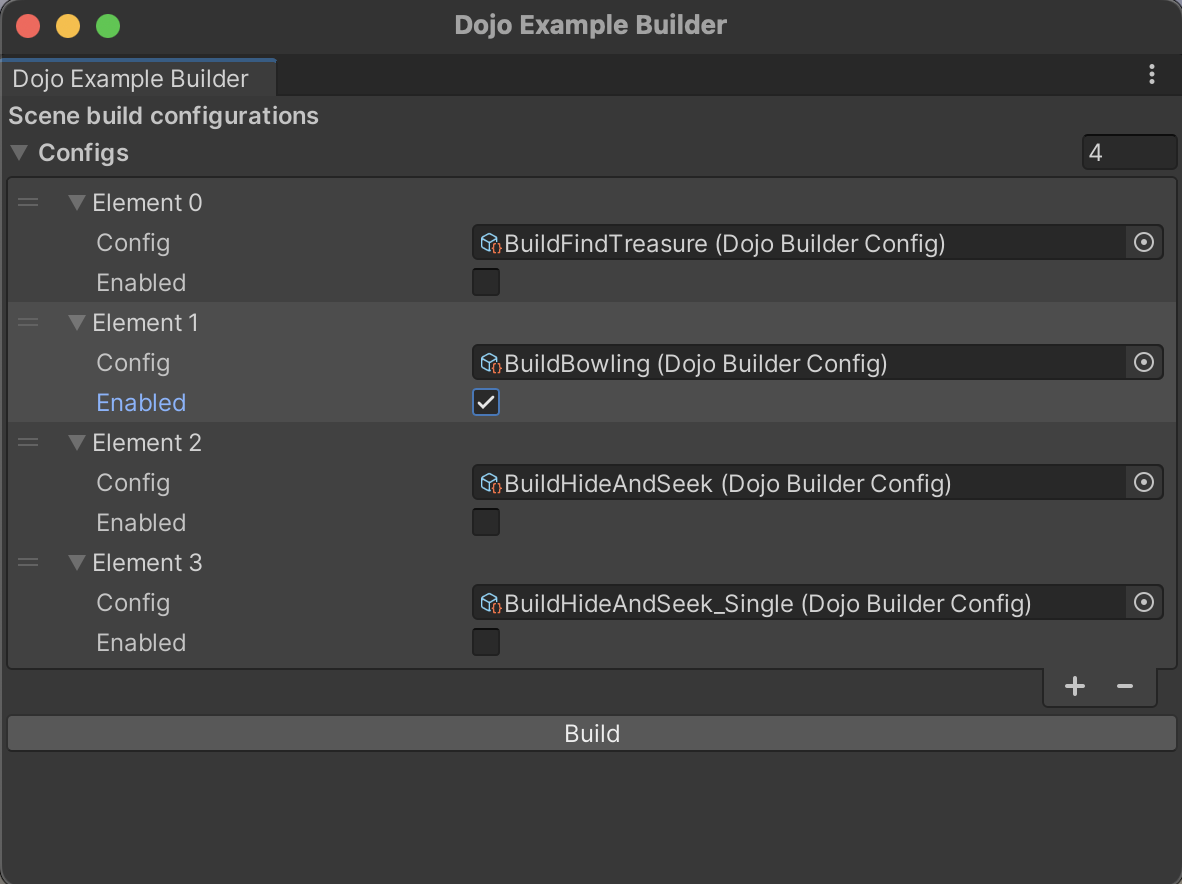 Dojo Example Builder
Dojo Example Builder
Scene build configurations
Configs 4
Element 0
Config BuildFindTreasure (Dojo Builder Config)
Enabled
Element 1
Config BuildBowling (Dojo Builder Config)
Enabled
Element 2
Config BuildHideAndSeek (Dojo Builder Config)
Enabled
Element 3
Config BuildHideAndSeek_Single (Dojo Builder Config)
Enabled
Build